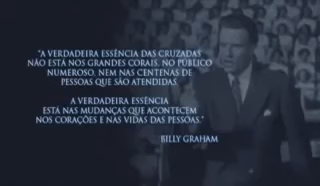 "A VERDADEIRA ESSÊNCIA DAS CRUZADAS
NÃO ESTÁ NOS GRANDES CORAIS, NO PÚBLICO
NUMEROSO, NEM NAS CENTENAS DE
PESSOAS QUE SÃO ATENDIDAS.
A VERDADEIRA ESSÊNCIA
ESTÁ NAS MUDANÇAS QUE ACONTECEM
NOS CORAÇÕES E NAS VIDAS DAS PESSOAS."
BILLY GRAHAM